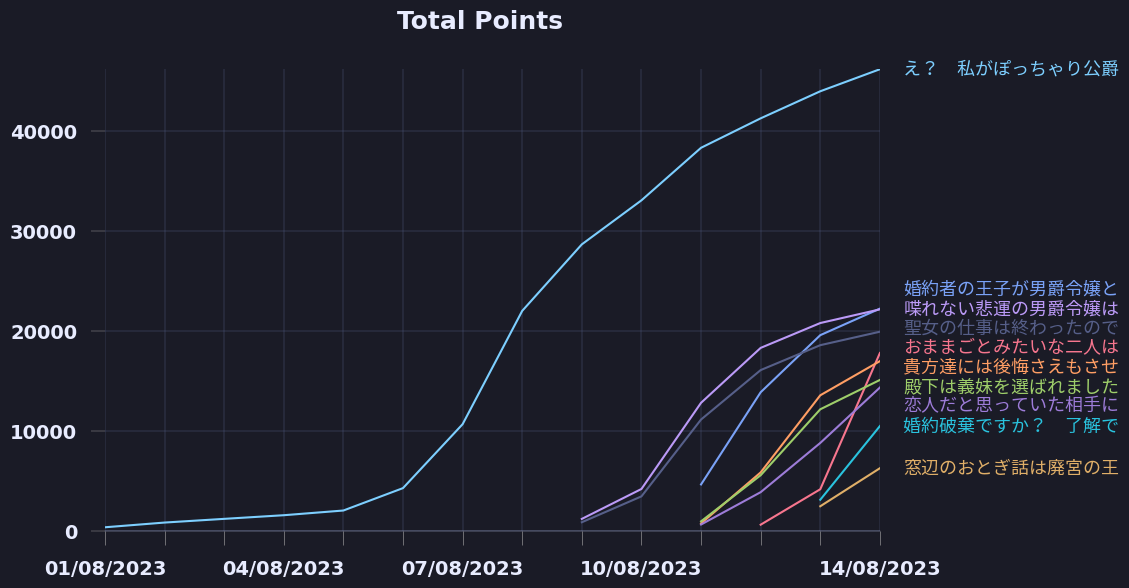 Total Points
え？　私がぽっちゃり公爵
40000
30000
婚約者の王子が男爵令嬢と
喋れない悲運の男爵令嬢は
20000
聖女の仕事は終わったので
おままごとみたいな二人は
貴方達には後悔さえもさせ
殿下は義妹を選ばれました
恋人だと思っていた相手に
10000
婚約破棄ですか？　了解で
窓辺のおとぎ話は廃宮の王
0
01/08/2023 04/08/2023 07/08/2023 10/08/2023 14/08/2023